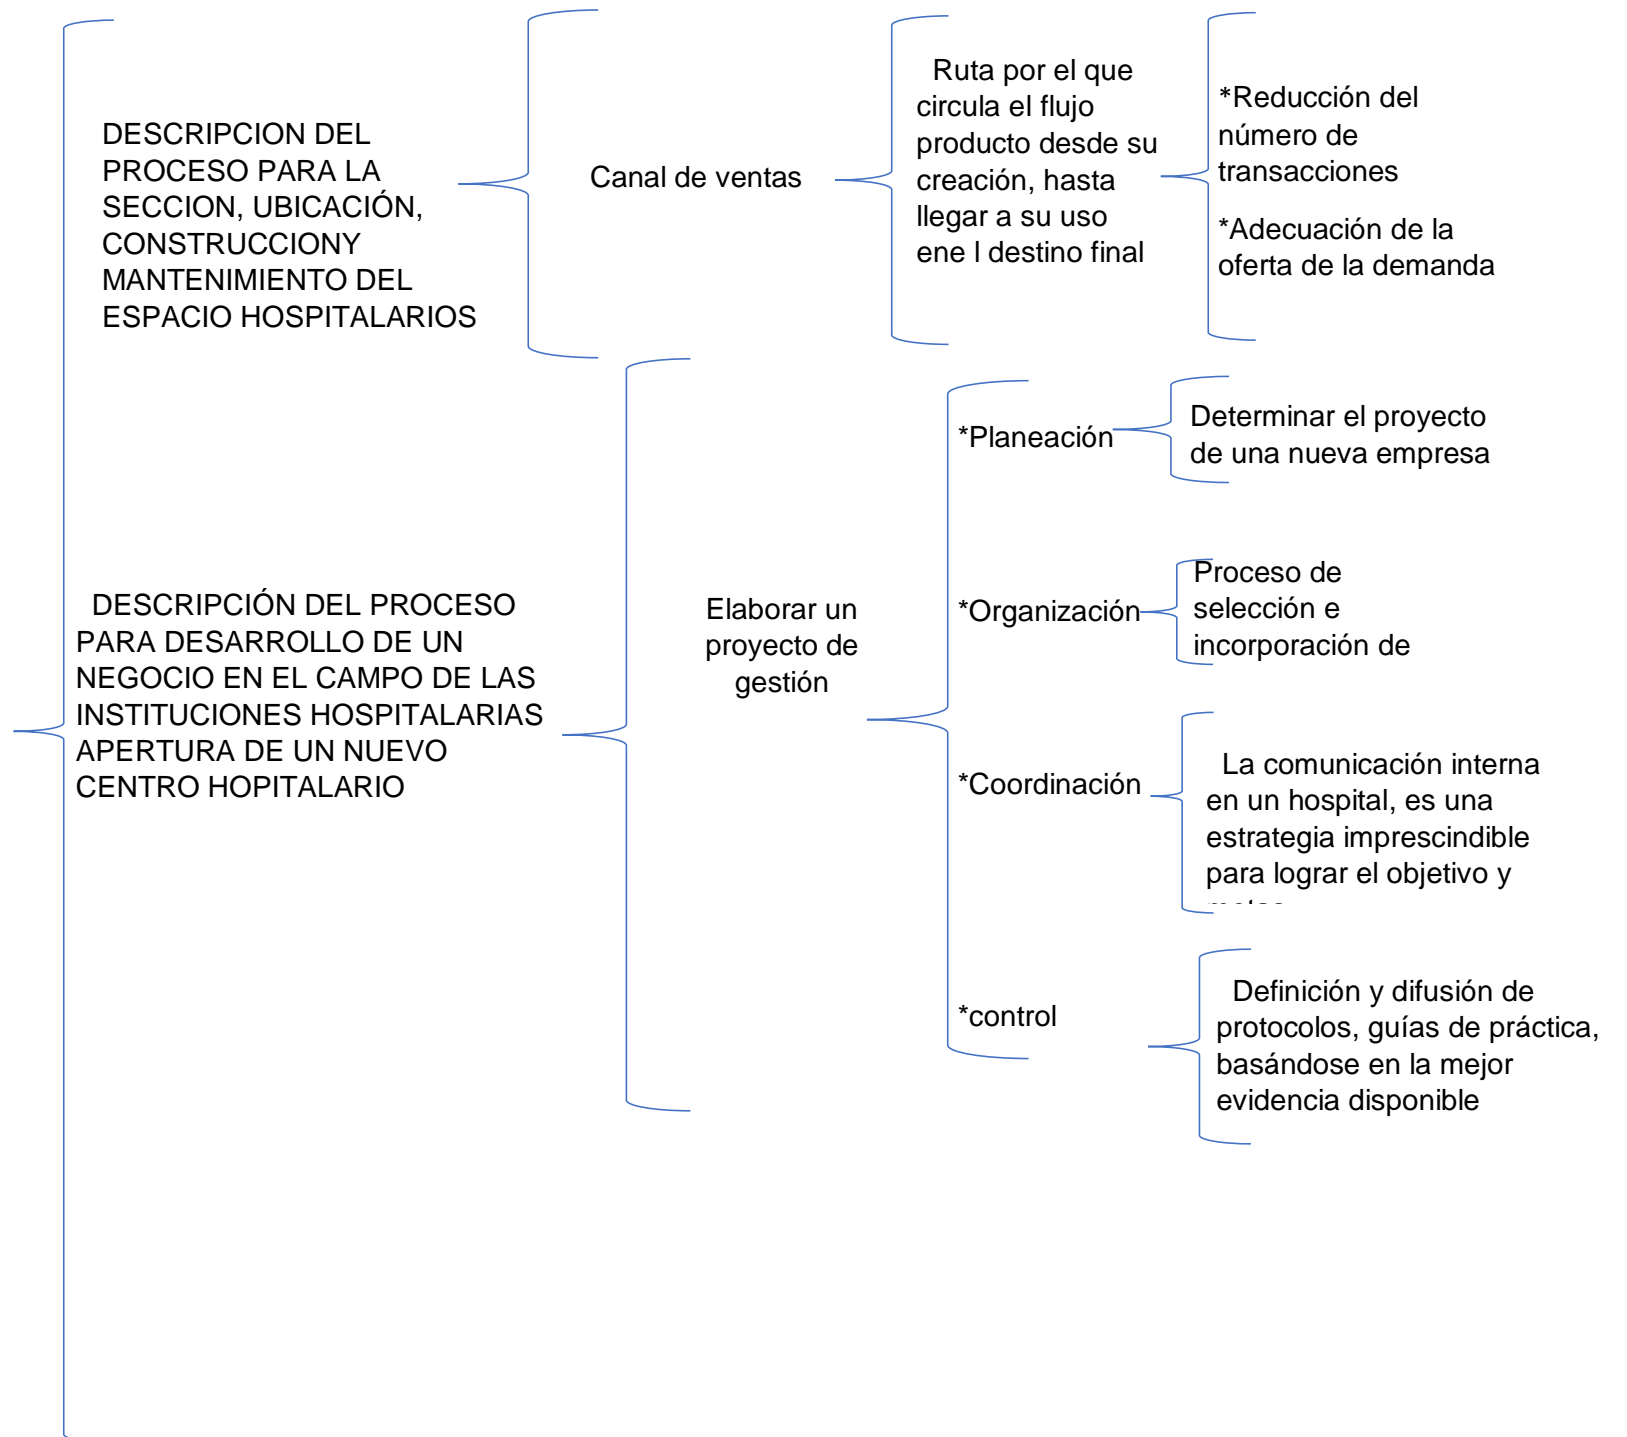 DESCRIPCION DEL
PROCESO PARA LA
SECCION, UBICACIÓN,
CONSTRUCCIONY
MANTENIMIENTO DEL
ESPACIO HOSPITALARIOS
Canal de ventas
Ruta por el que
circula el flujo
producto desde su
creación, hasta
llegar a su uso
ene l destino final
*Reducción del
número de
transacciones
*Adecuación de la
oferta de la demanda
DESCRIPCIÓN DEL PROCESO
PARA DESARROLLO DE UN
NEGOCIO EN EL CAMPO DE LAS
INSTITUCIONES HOSPITALARIAS
APERTURA DE UN NUEVO
CENTRO HOPITALARIO
Elaborar un
proyecto de
gestión
*Planeación
Determinar el proyecto
de una nueva empresa
*Organización
Proceso de
selección e
incorporación de
*Coordinación
La comunicación interna
en un hospital, es una
estrategia imprescindible
para lograr el objetivo y
*control
Definición y difusión de
protocolos, guías de práctica,
basándose en la mejor
evidencia disponible